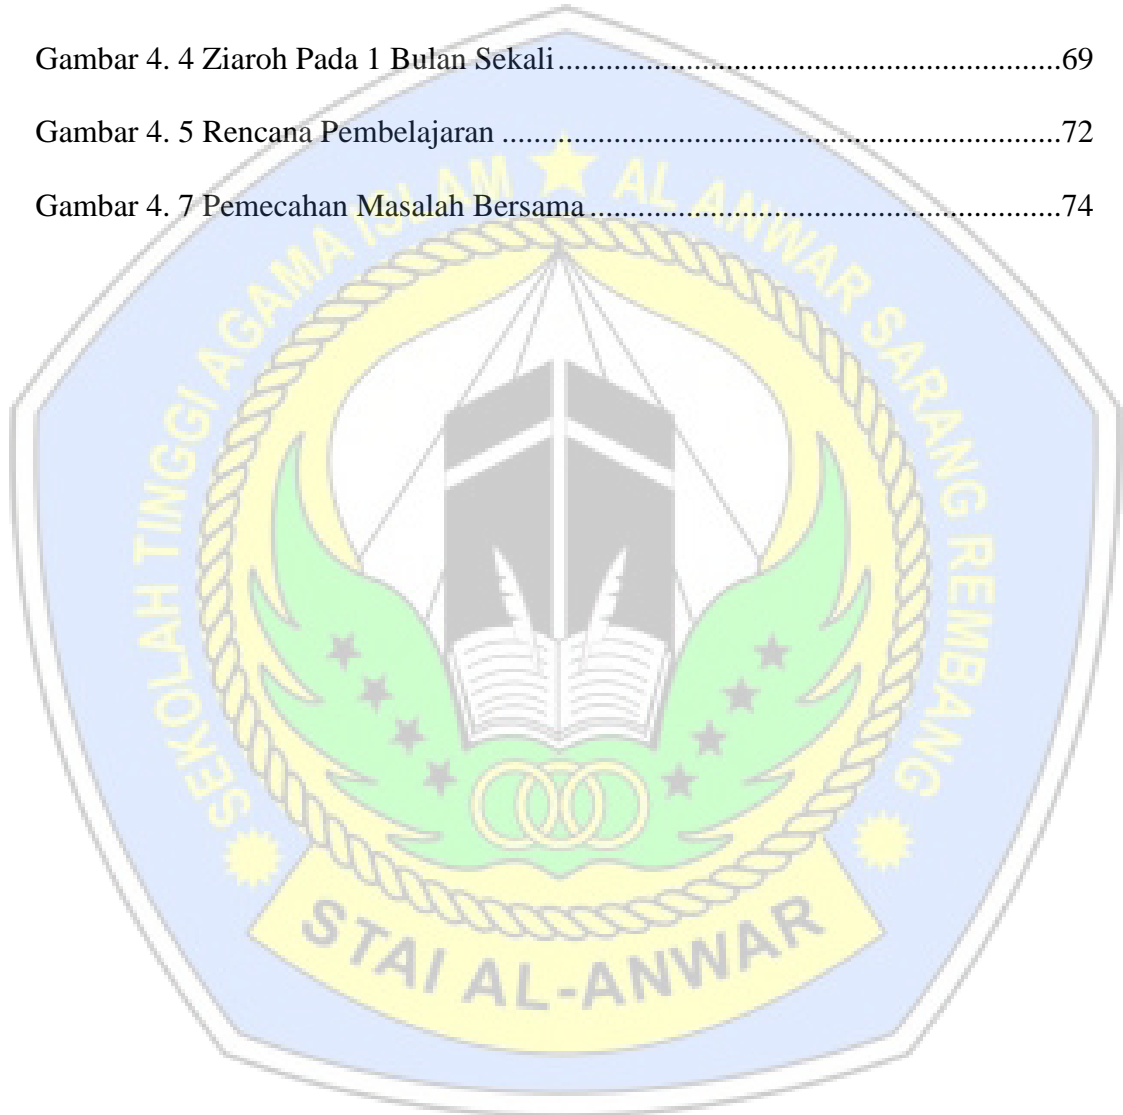 Gambar 4. 4 Ziaroh Pada 1 Bulan Sekali.................................................................69
Gambar 4. 5 Rencana Pembelajaran ........................................................................72
Gambar 4. 7 Pemecahan Masalah Bersama .............................................................74
SEKOLAH TINGGI AGAMA ISLAM ★ AL ANWAR SARANG REMBANG
STAI AL-ANWAR